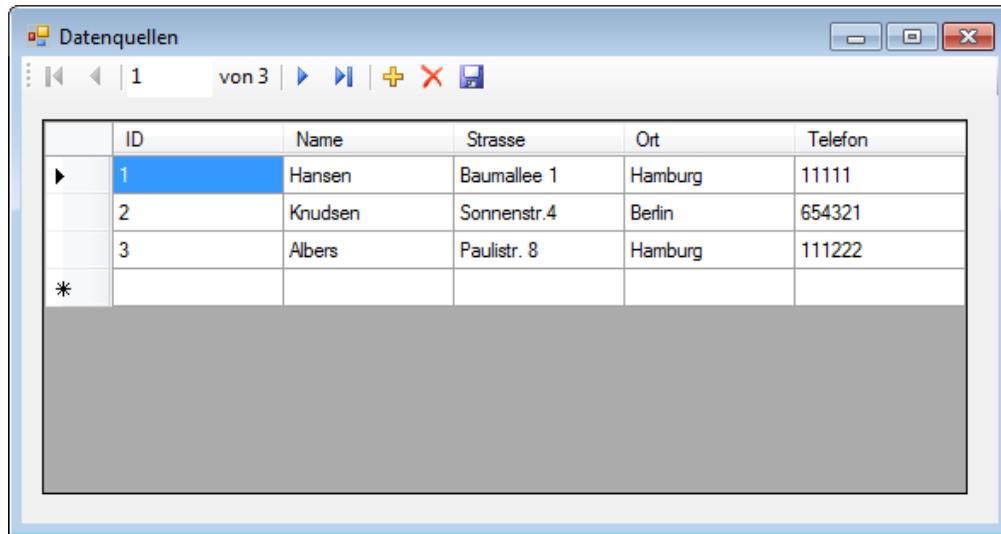 Datenquellen
1 von 3
ID Name Strasse Ort Telefon
1 Hansen Baumallee 1 Hamburg 11111
2 Knudsen Sonnenstr.4 Berlin 654321
3 Albers Paulistr. 8 Hamburg 111222